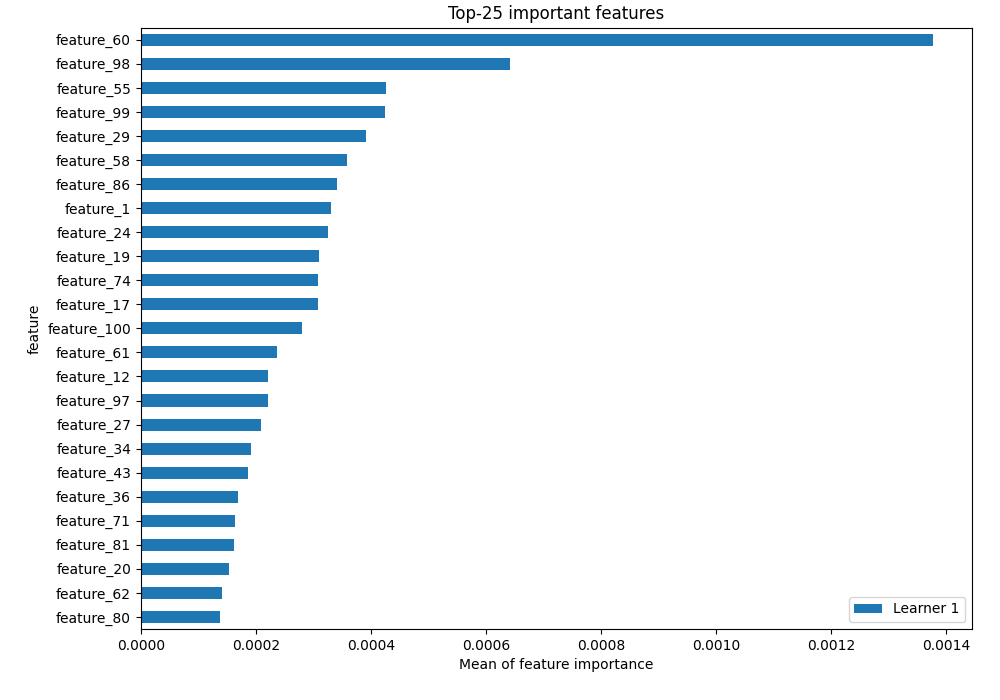 Top-25 important features
feature_60
feature_98
feature_55
feature_99
feature_29
feature_58
feature_86
feature_1
feature_24
feature_19
feature_74
feature_17
feature_100
feature_61
feature_12
feature_97
feature_27
feature_34
feature_43
feature_36
feature_71
feature_81
feature_20
feature_62
feature_80
feature
Learner 1
0.0000 0.0002 0.0004 0.0006 0.0008 0.0010 0.0012 0.0014
Mean of feature importance